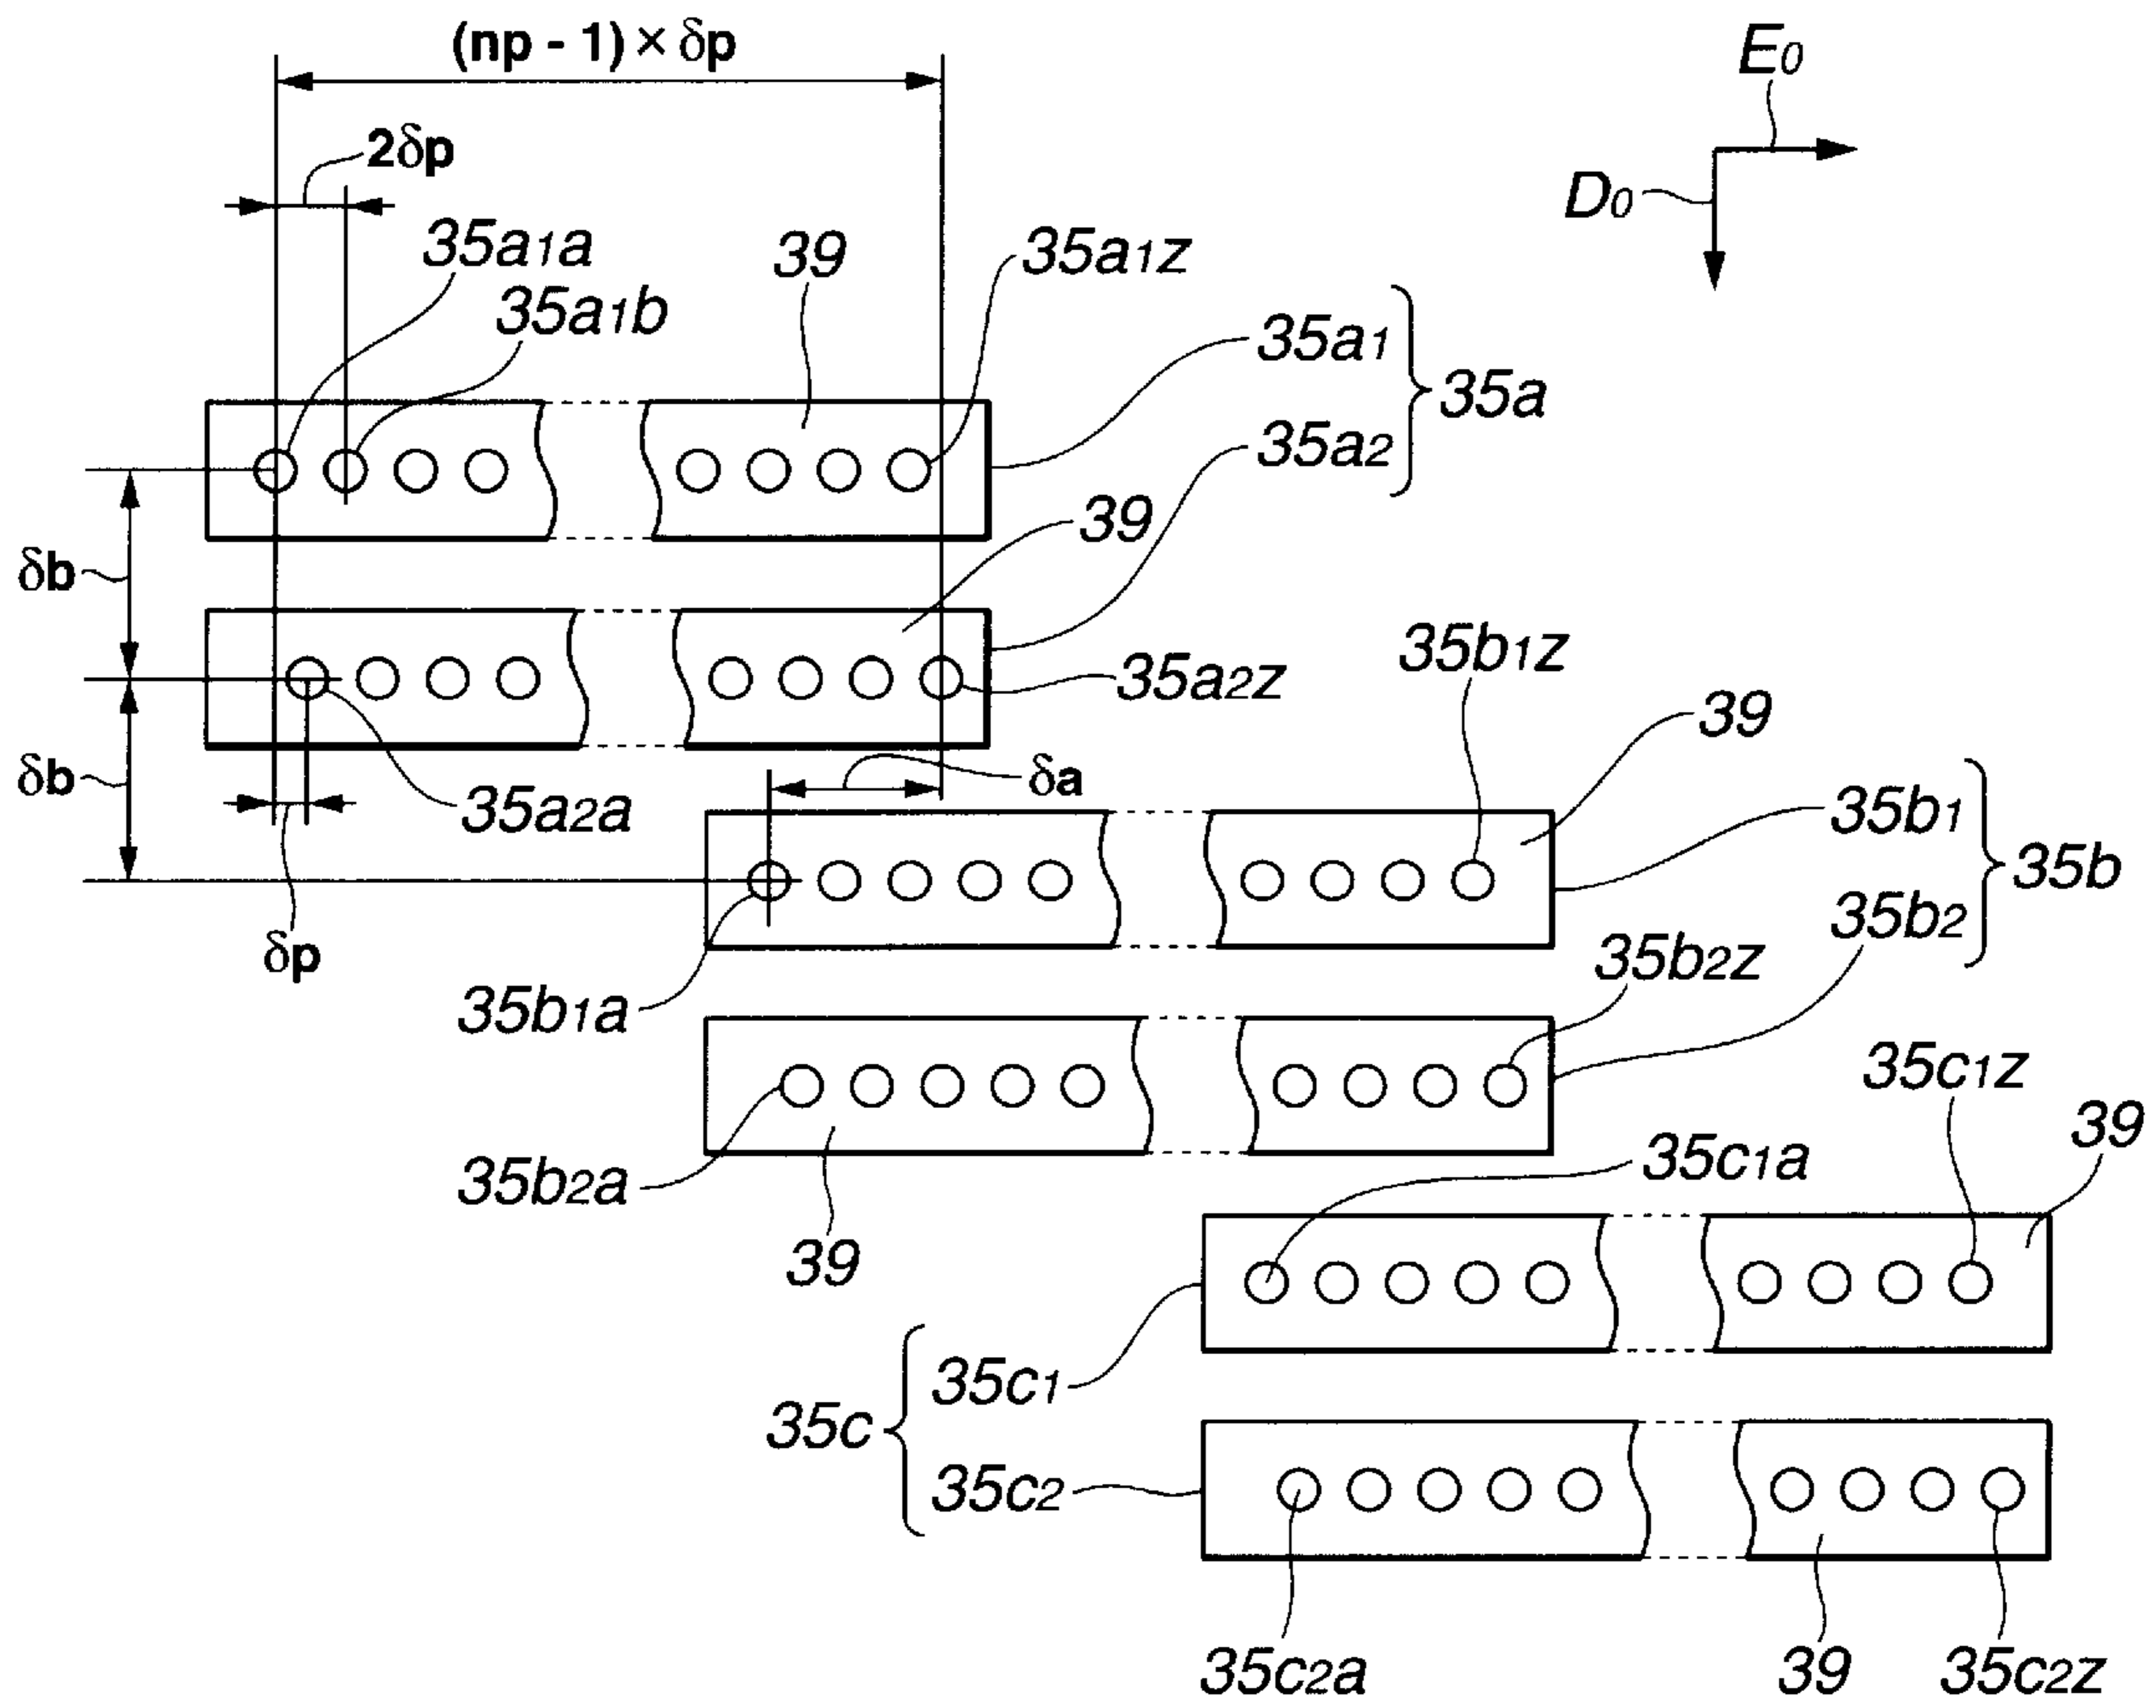 (np - 1) × δp
E0
2δp
D0
35a1a
39
35a1z
35a1b
35a1
35a
35a2
39
δb
35b1z
35a2z
39
δb
δa
35a2a
35b1
35b
35b2
δp
35b2z
35b1a
35c1z
39
35c1a
35b2a
39
35c1
35c
35c2
35c2a
39
35c2z